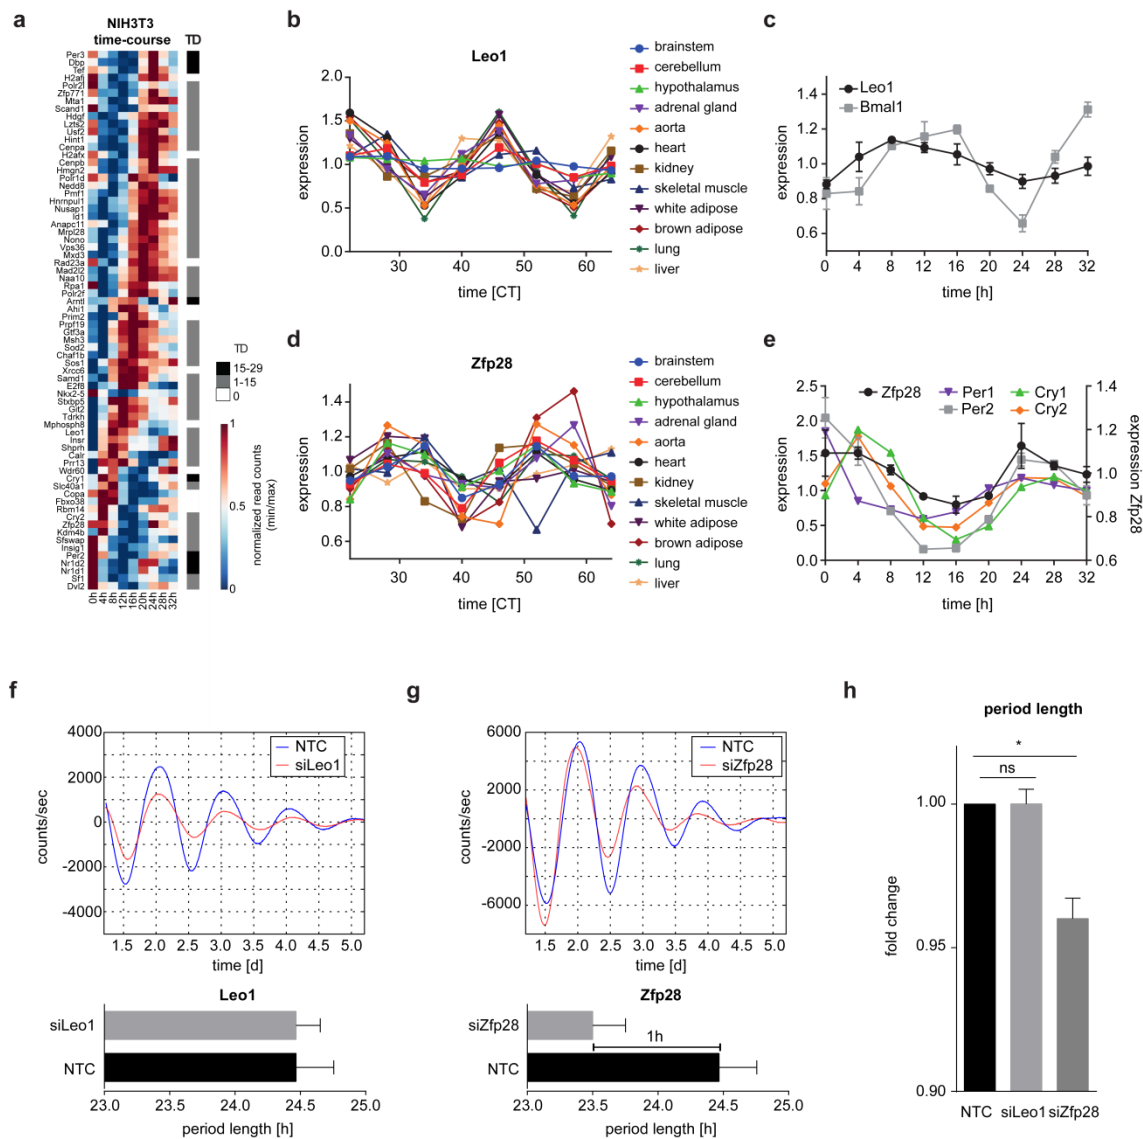 a
NIH3T3
time-course
TD
Per3
Dbp
Tef
H2afj
Polr2l
Zfp771
Mta1
Scand1
Hdgf
Lzts2
Usf2
Hint1
Cenpa
H2afx
Cenpb
Hmgn2
Polr1d
Nedd8
Pmf1
Hnrnpul1
Nusap1
Id1
Anapc11
Mrpl28
Nono
Vps36
Mxd3
Rad23a
Mad2l2
Naa10
Rpa1
Polr2f
Arntl
Ahi1
Prim2
Prpf19
Gtf3a
Msh3
Sod2
Chaf1b
Sos1
Xrcc6
Samd1
E2f8
Nkx2-5
Stxbp5
Git2
Tdrkh
Mphosph8
Leo1
Insr
Shprh
Calr
Prr13
Wdr60
Cry1
Slc40a1
Copa
Fbxo38
Rbm14
Cry2
Zfp28
Kdm4b
Sfswap
Insig1
Per2
Nr1d2
Nr1d1
Sf1
Dvl2
0h 4h 8h 12h 16h 20h 24h 28h 32h
TD
15-29
1-15
0
1
0.5
0
normalized read counts
(min/max)
b
Leo1
expression
2.0
1.5
1.0
0.5
0.0
30 40 50 60
time [CT]
brainstem
cerebellum
hypothalamus
adrenal gland
aorta
heart
kidney
skeletal muscle
white adipose
brown adipose
lung
liver
c
Leo1
Bmal1
expression
1.4
1.2
1.0
0.8
0.6
0 4 8 12 16 20 24 28 32
time [h]
d
Zfp28
expression
1.6
1.4
1.2
1.0
0.8
0.6
30 40 50 60
time [CT]
brainstem
cerebellum
hypothalamus
adrenal gland
aorta
heart
kidney
skeletal muscle
white adipose
brown adipose
lung
liver
e
Zfp28 Per1 Cry1
Per2 Cry2
expression
2.5
2.0
1.5
1.0
0.5
0.0
1.4
1.2
1.0
0.8
0.6
expression Zfp28
0 4 8 12 16 20 24 28 32
time [h]
f
NTC
siLeo1
counts/sec
4000
2000
0
-2000
-4000
1.5 2.0 2.5 3.0 3.5 4.0 4.5 5.0
time [d]
Leo1
siLeo1
NTC
23.0 23.5 24.0 24.5 25.0
period length [h]
g
NTC
siZfp28
counts/sec
6000
2000
-2000
-6000
1.5 2.0 2.5 3.0 3.5 4.0 4.5 5.0
time [d]
Zfp28
siZfp28
1h
NTC
23.0 23.5 24.0 24.5 25.0
period length [h]
h
period length
*
ns
fold change
1.00
0.95
0.90
NTC siLeo1 siZfp28